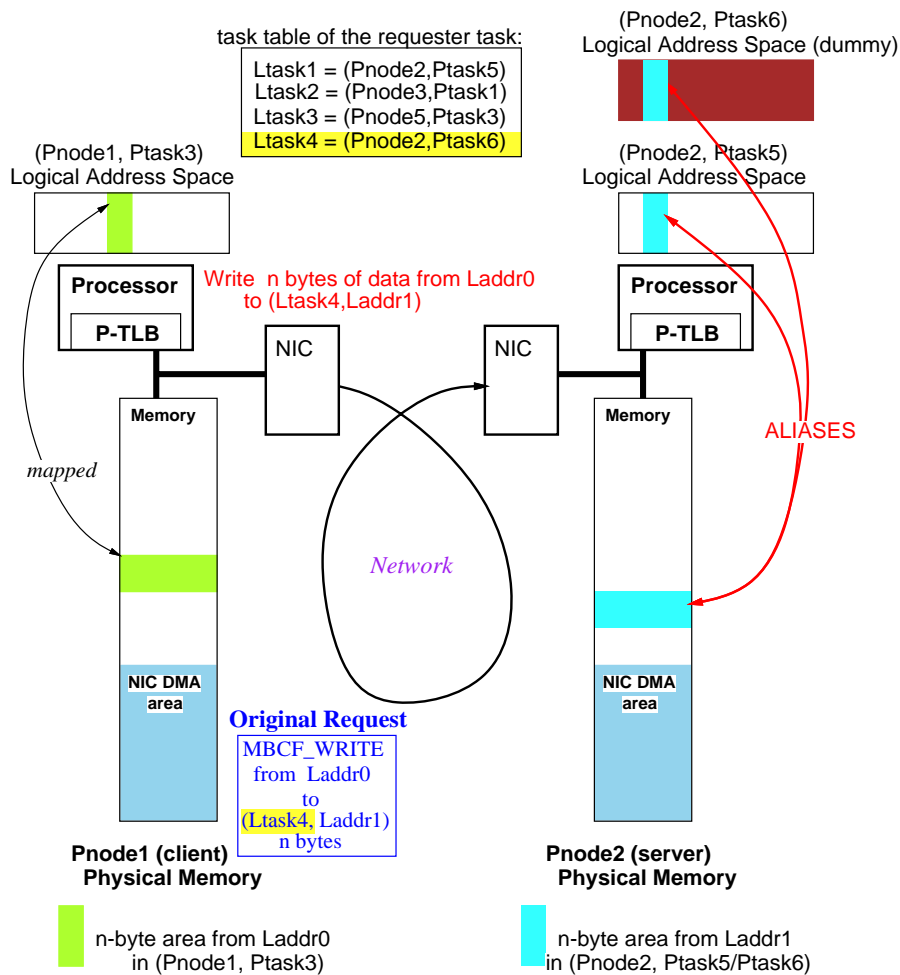 task table of the requester task:
Ltask1 = (Pnode2,Ptask5)
Ltask2 = (Pnode3,Ptask1)
Ltask3 = (Pnode5,Ptask3)
Ltask4 = (Pnode2,Ptask6)
(Pnode2, Ptask6)
Logical Address Space (dummy)
(Pnode1, Ptask3)
Logical Address Space
(Pnode2, Ptask5)
Logical Address Space
Processor
P-TLB
Write n bytes of data from Laddr0
to (Ltask4,Laddr1)
NIC
NIC
Processor
P-TLB
Memory
Memory
ALIASES
mapped
Network
NIC DMA
area
NIC DMA
area
Original Request
MBCF_WRITE
from Laddr0
to
(Ltask4, Laddr1)
n bytes
Pnode1 (client)
Physical Memory
Pnode2 (server)
Physical Memory
n-byte area from Laddr0
in (Pnode1, Ptask3)
n-byte area from Laddr1
in (Pnode2, Ptask5/Ptask6)